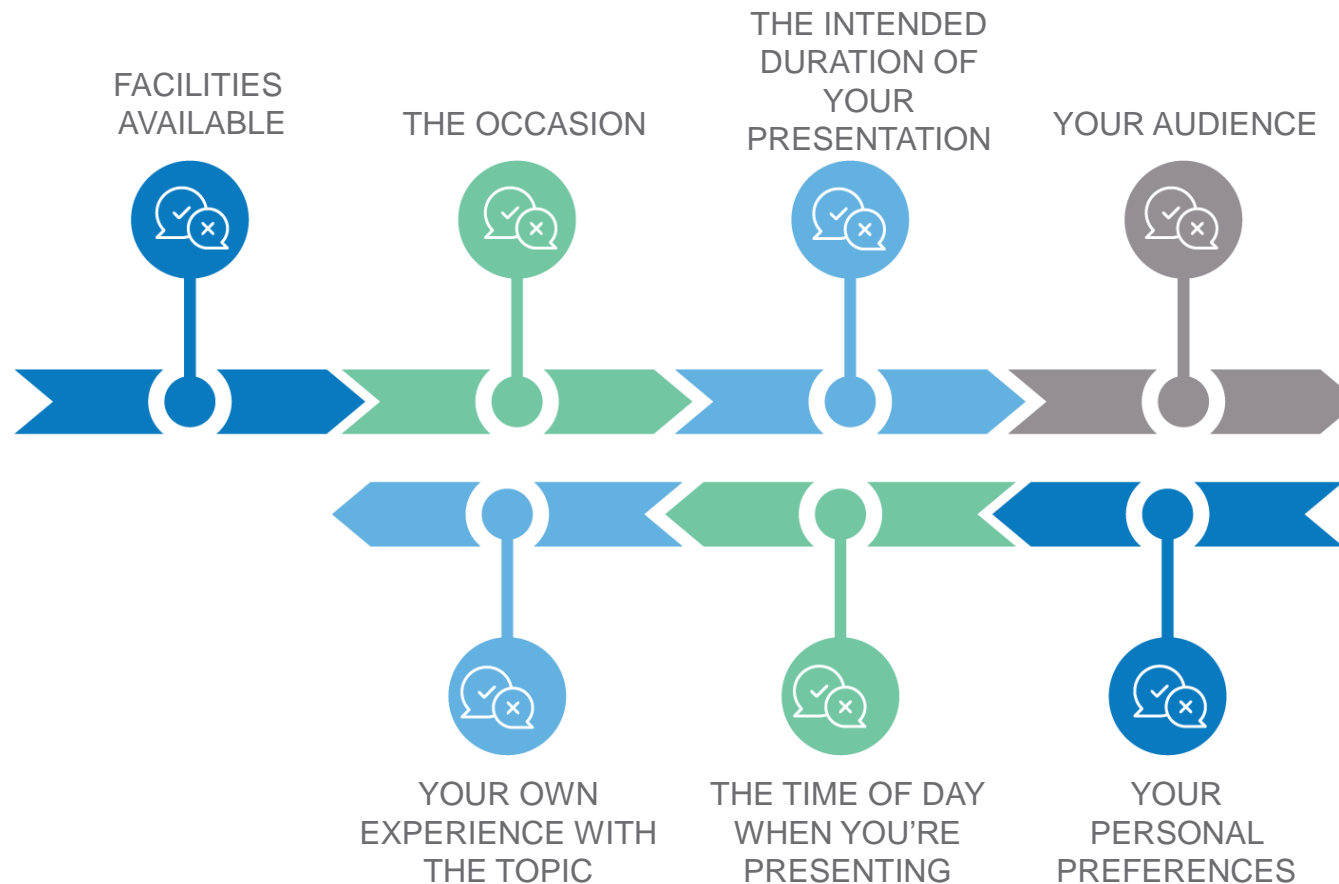 FACILITIES
AVAILABLE
THE OCCASION
THE INTENDED
DURATION OF
YOUR
PRESENTATION
YOUR AUDIENCE
YOUR OWN
EXPERIENCE WITH
THE TOPIC
THE TIME OF DAY
WHEN YOU’RE
PRESENTING
YOUR
PERSONAL
PREFERENCES